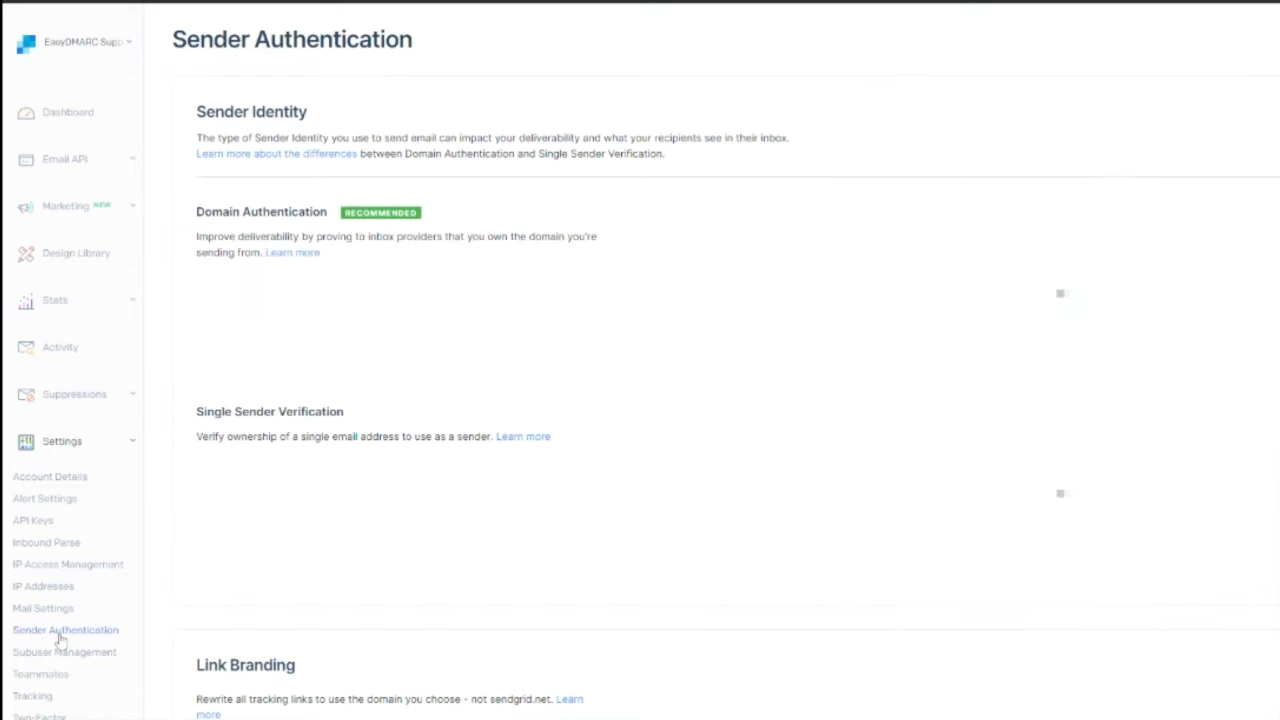 EasyDMARC Supp
Sender Authentication
Dashboard
Email API
Marketing NEW
Design Library
Stats
Activity
Suppressions
Settings
Account Details
Alert Settings
API Keys
Inbound Parse
IP Access Management
IP Addresses
Mail Settings
Sender Authentication
Subuser Management
Teammates
Tracking
Two-Factor
Sender Identity
The type of Sender Identity you use to send email can impact your deliverability and what your recipients see in their inbox.
Learn more about the differences between Domain Authentication and Single Sender Verification.
Domain Authentication RECOMMENDED
Improve deliverability by proving to inbox providers that you own the domain you're
sending from. Learn more
Single Sender Verification
Verify ownership of a single email address to use as a sender. Learn more
Link Branding
Rewrite all tracking links to use the domain you choose - not sendgrid.net. Learn
more